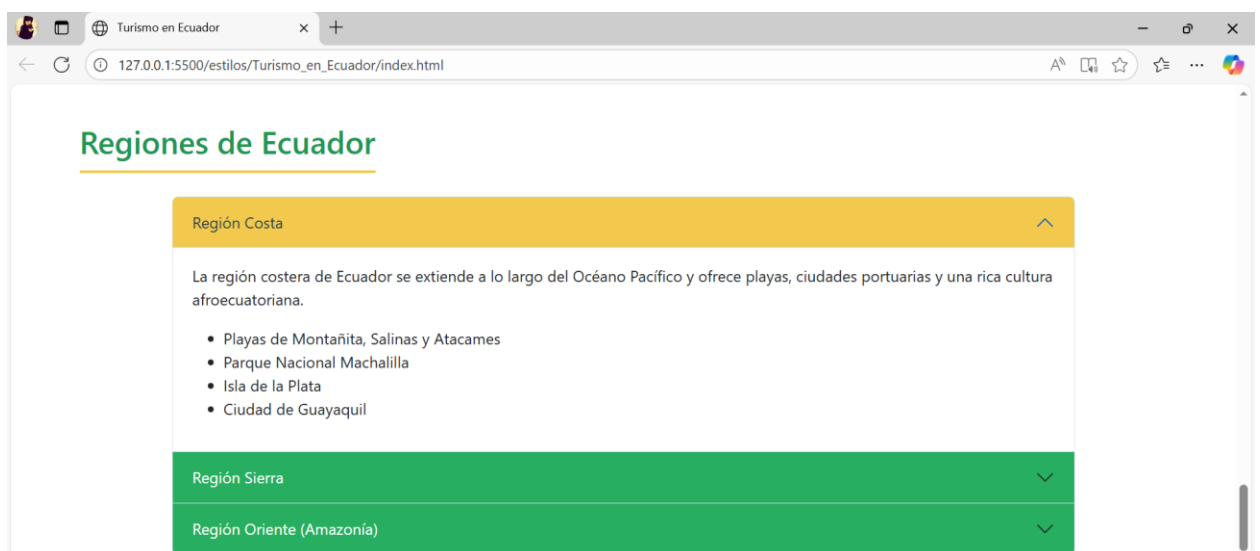 Turismo en Ecuador
127.0.0.1:5500/estilos/Turismo_en_Ecuador/index.html
Regiones de Ecuador
Región Costa
La región costera de Ecuador se extiende a lo largo del Océano Pacífico y ofrece playas, ciudades portuarias y una rica cultura
afroecuatoriana.
• Playas de Montañita, Salinas y Atacames
• Parque Nacional Machalilla
• Isla de la Plata
• Ciudad de Guayaquil
Región Sierra
Región Oriente (Amazonía)